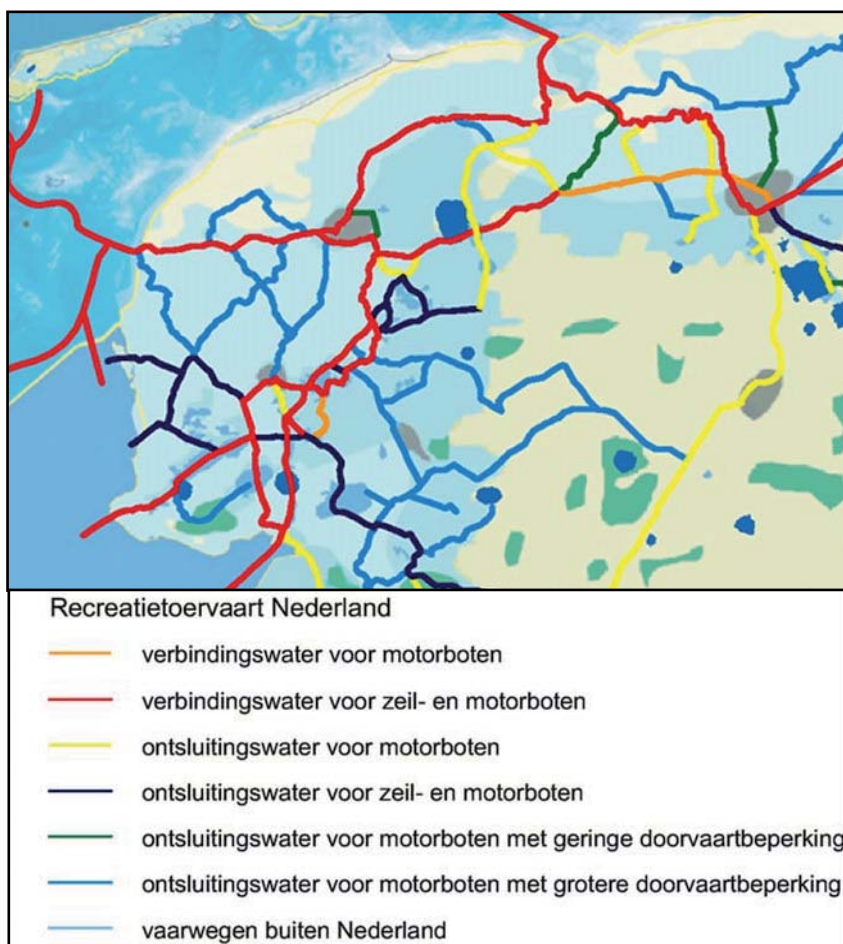 Recreatietoervaart Nederland
verbindingswater voor motorboten
verbindingswater voor zeil- en motorboten
ontsluitingswater voor motorboten
ontsluitingswater voor zeil- en motorboten
ontsluitingswater voor motorboten met geringe doorvaartbeperking
ontsluitingswater voor motorboten met grotere doorvaartbeperking
vaarwegen buiten Nederland